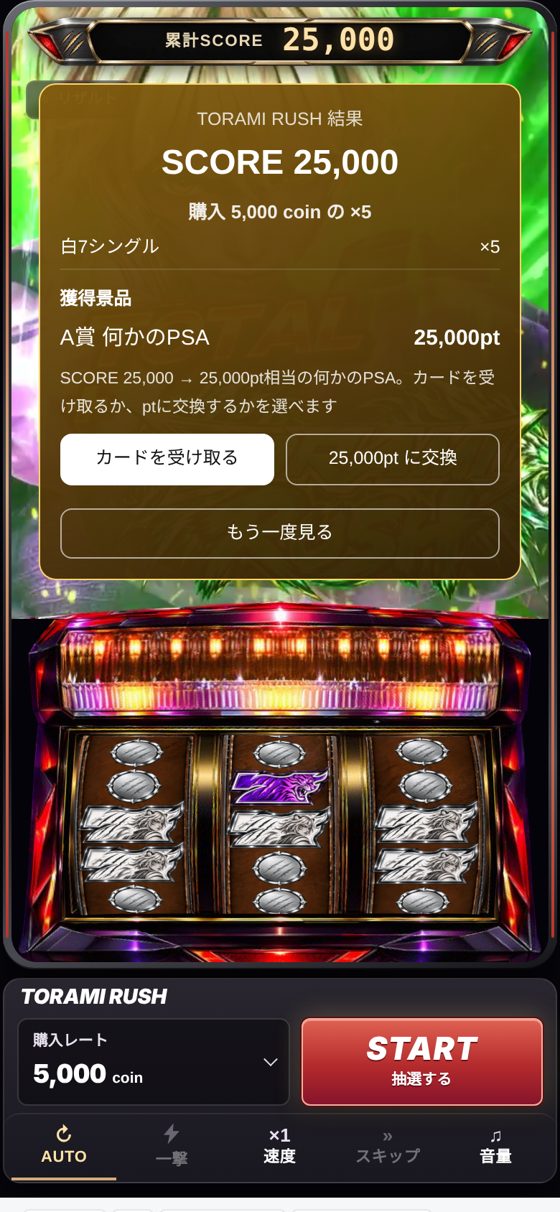 累計SCORE 25,000
リザルト
TORAMI RUSH 結果
SCORE 25,000
購入 5,000 coin の ×5
白7シングル ×5
獲得景品
A賞 何かのPSA 25,000pt
SCORE 25,000 → 25,000pt相当の何かのPSA。カードを受
け取るか、ptに交換するかを選べます
カードを受け取る 25,000pt に交換
もう一度見る
TORAMI RUSH
購入レート
5,000 coin
START
抽選する
AUTO
一撃
×1
速度
スキップ
音量